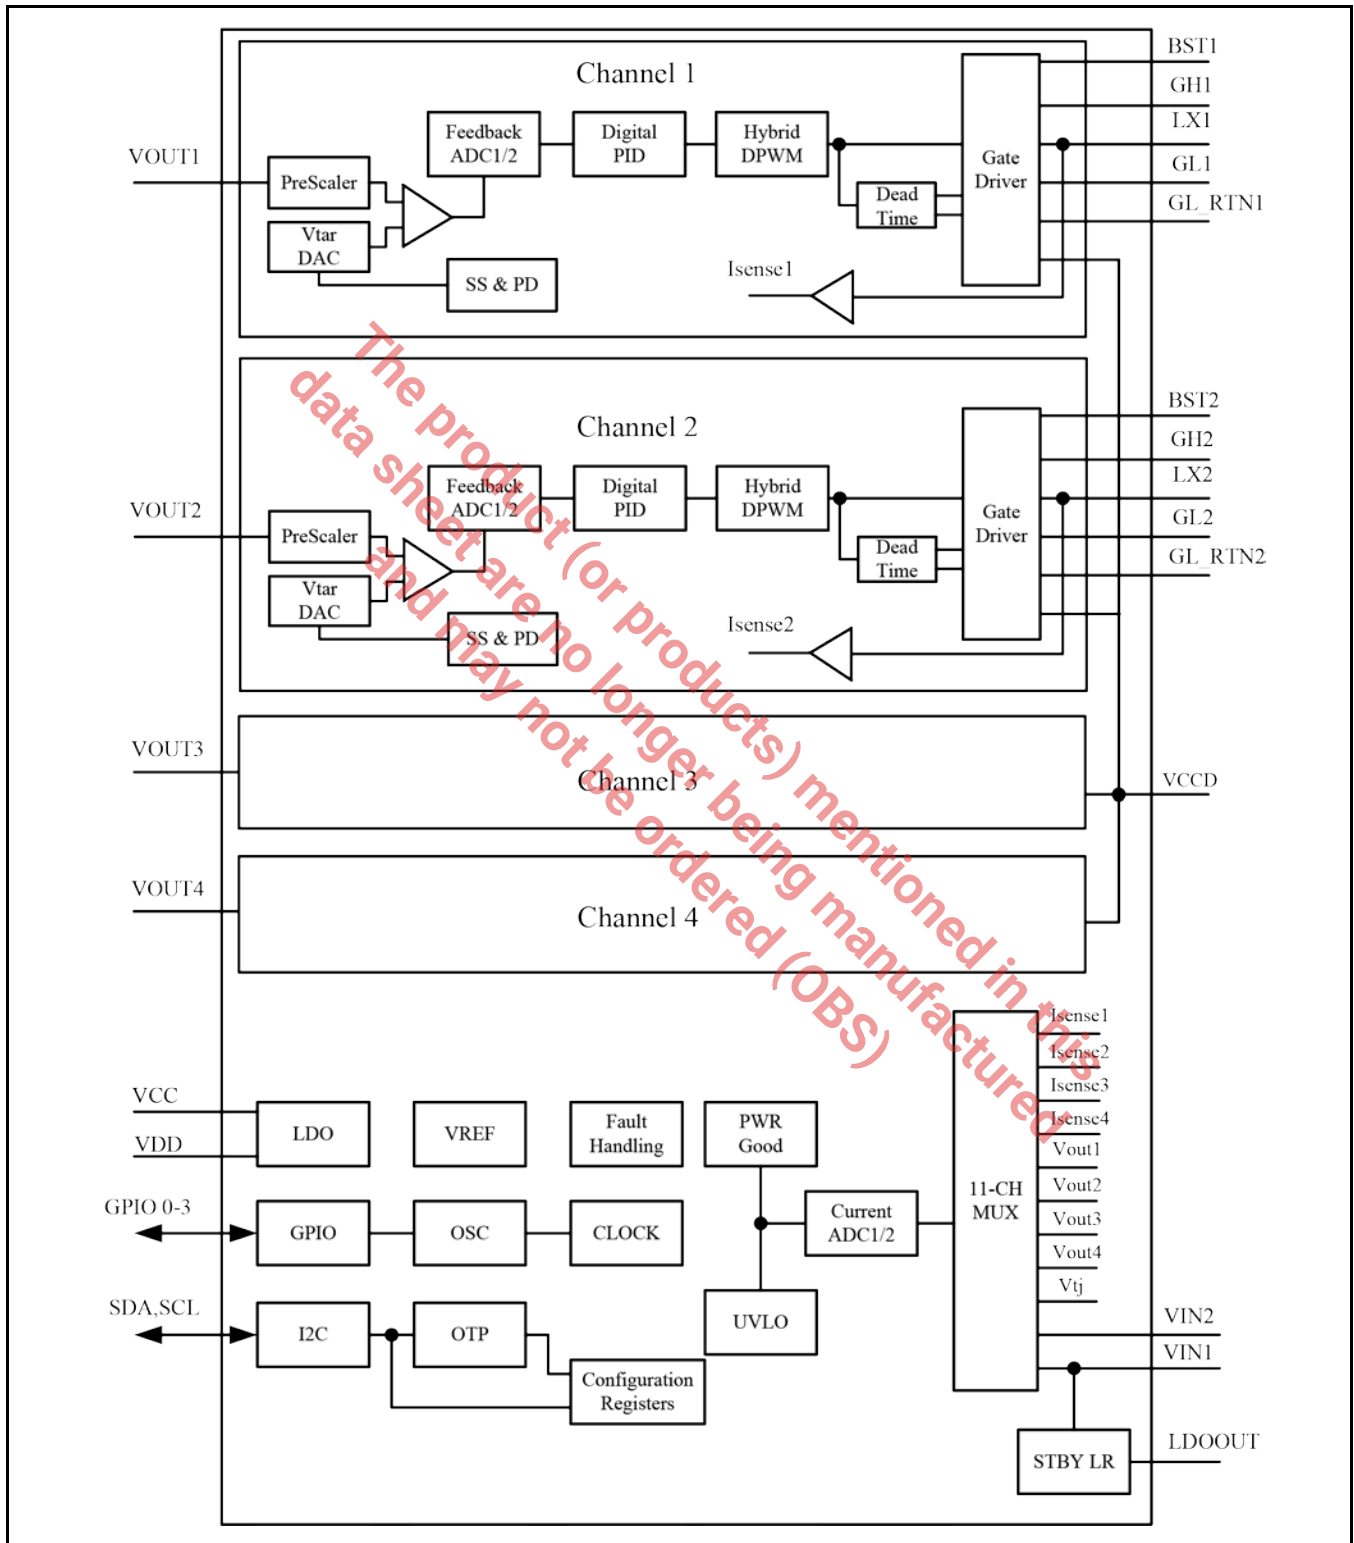 Channel 1
BST1
GH1
LX1
GL1
GL_RTN1
VOUT1
PreScaler
Vtar
DAC
Feedback
ADC1/2
Digital
PID
Hybrid
DPWM
Dead
Time
Gate
Driver
SS & PD
Isense1
Channel 2
BST2
GH2
LX2
GL2
GL_RTN2
VOUT2
PreScaler
Vtar
DAC
Feedback
ADC1/2
Digital
PID
Hybrid
DPWM
Dead
Time
Gate
Driver
SS & PD
Isense2
VOUT3
Channel 3
VCCD
VOUT4
Channel 4
The product (or products) mentioned in this
data sheet are no longer being manufactured
and may not be ordered (OBS)
VCC
VDD
LDO
VREF
Fault
Handling
PWR
Good
GPIO 0-3
GPIO
OSC
CLOCK
Current
ADC1/2
11-CH
MUX
Isense1
Isense2
Isense3
Isense4
Vout1
Vout2
Vout3
Vout4
Vtj
VIN2
VIN1
SDA,SCL
I2C
OTP
UVLO
Configuration
Registers
STBY LR
LDOOUT